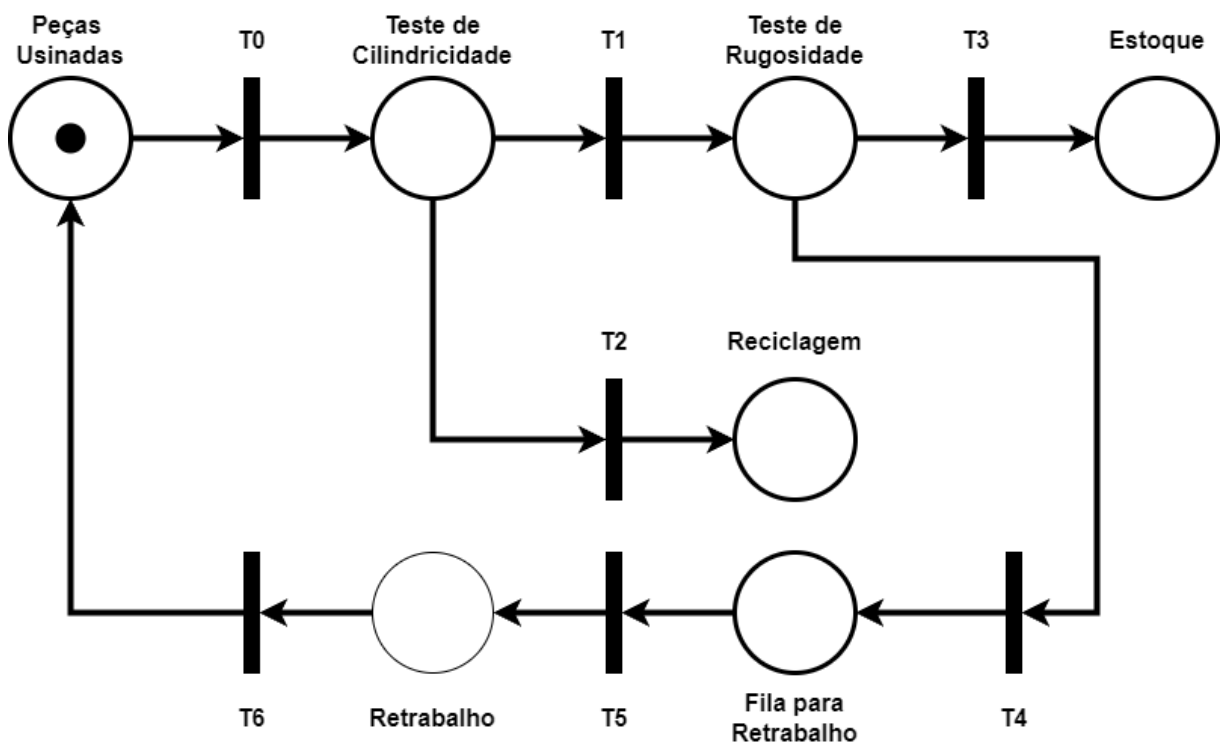 Peças
Usinadas
T0
Teste de
Cilindricidade
T1
Teste de
Rugosidade
T3
Estoque
T2
Reciclagem
T6
Retrabalho
T5
Fila para
Retrabalho
T4